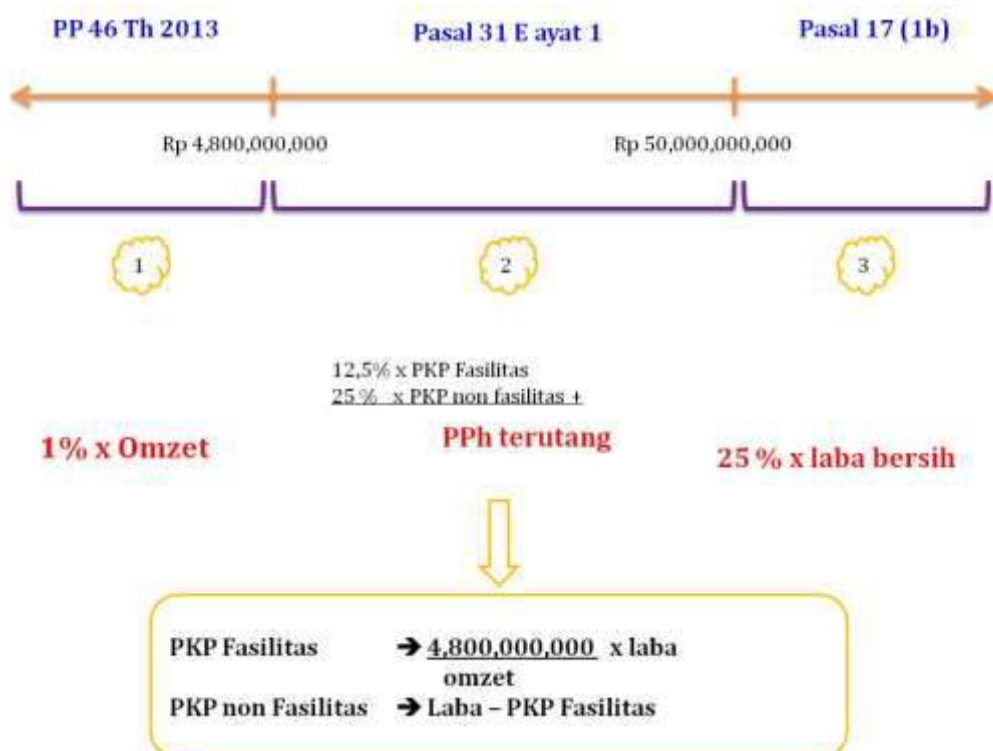 PP 46 Th 2013
Pasal 31 E ayat 1
Pasal 17 (1b)
Rp 4,800,000,000
Rp 50,000,000,000
1
2
3
12,5% x PKP Fasilitas
25 % x PKP non fasilitas +
PPh terutang
1% x Omzet
25 % x laba bersih
PKP Fasilitas ➔ 4,800,000,000 x laba
omzet
PKP non Fasilitas ➔ Laba – PKP Fasilitas